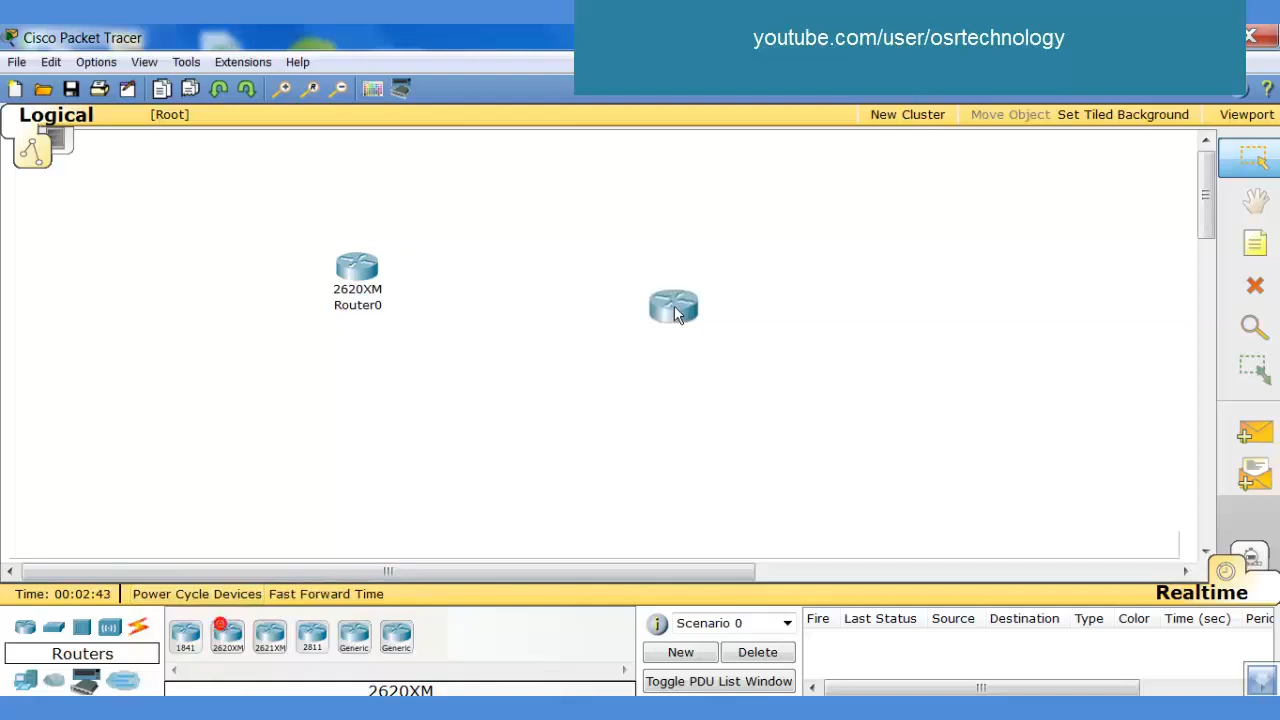 youtube.com/user/osrtechnology
Cisco Packet Tracer
File Edit Options View Tools Extensions Help
Logical [Root] New Cluster Move Object Set Tiled Background Viewport
2620XM
Router0
Time: 00:02:43 Power Cycle Devices Fast Forward Time Realtime
Routers
1841 2620XM 2621XM 2811 Generic Generic
2620XM
Scenario 0
New Delete
Toggle PDU List Window
Fire Last Status Source Destination Type Color Time (sec) Perio